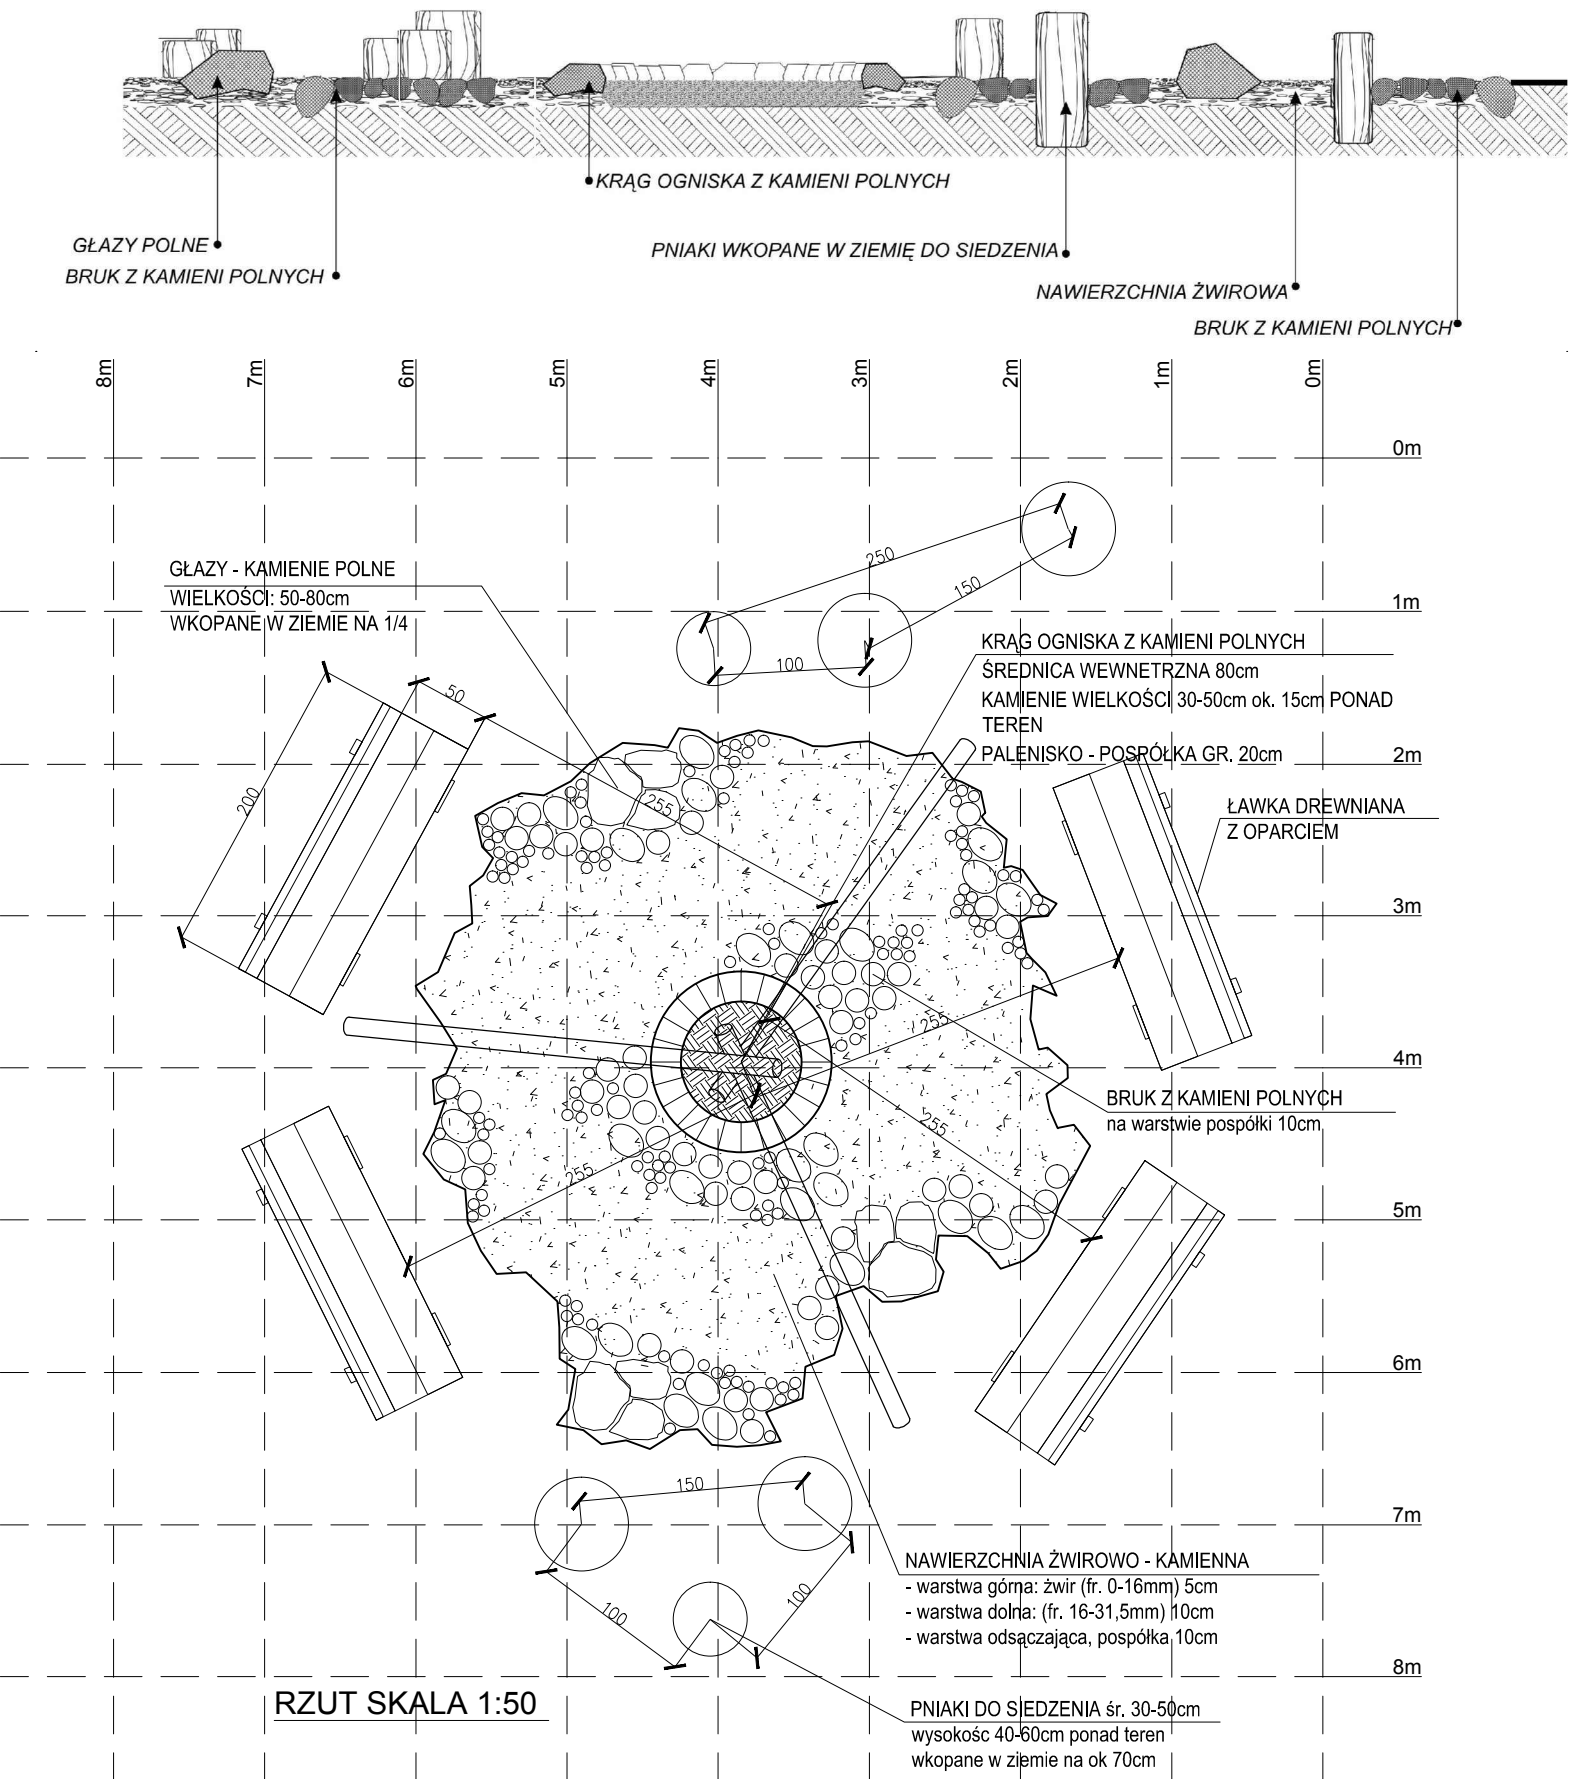 KRĄG OGNISKA Z KAMIENI POLNYCH
GŁAZY POLNE
PNIAKI WKOPANE W ZIEMIĘ DO SIEDZENIA
BRUK Z KAMIENI POLNYCH
NAWIERZCHNIA ŻWIROWA
BRUK Z KAMIENI POLNYCH
8m
7m
6m
5m
4m
3m
2m
1m
0m
0m
250
GŁAZY - KAMIENIE POLNE
WIELKOŚCI: 50-80cm
WKOPANE W ZIEMIE NA 1/4
150
1m
100
KRĄG OGNISKA Z KAMIENI POLNYCH
ŚREDNICA WEWNETRZNA 80cm
KAMIENIE WIELKOŚCI 30-50cm ok. 15cm PONAD
TEREN
PALENISKO - POSPÓŁKA GR. 20cm
50
2m
200
255
ŁAWKA DREWNIANA
Z OPARCIEM
3m
255
4m
BRUK Z KAMIENI POLNYCH
na warstwie pospółki 10cm
255
255
5m
6m
150
7m
NAWIERZCHNIA ŻWIROWO - KAMIENNA
- warstwa górna: żwir (fr. 0-16mm) 5cm
- warstwa dolna: (fr. 16-31,5mm) 10cm
- warstwa odsączająca, pospółka 10cm
100
100
8m
RZUT SKALA 1:50
PNIAKI DO SIEDZENIA śr. 30-50cm
wysokośc 40-60cm ponad teren
wkopane w ziemie na ok 70cm